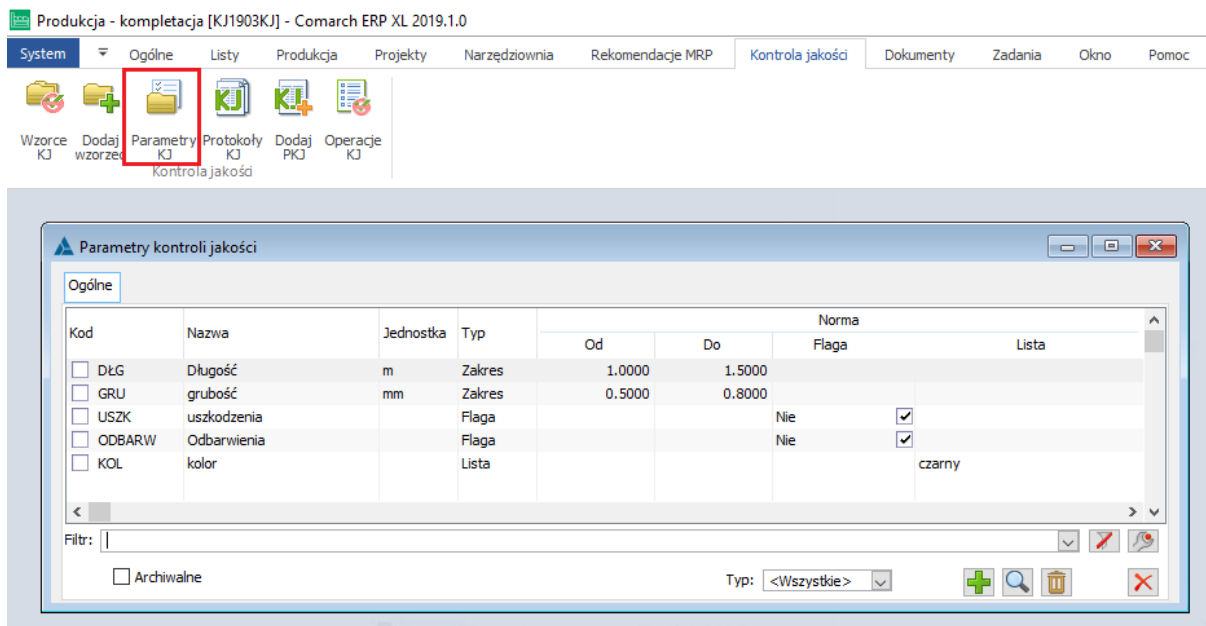 Produkcja - kompletacja [KJ1903KJ] - Comarch ERP XL 2019.1.0
System Ogólne Listy Produkcja Projekty Narzędziownia Rekomendacje MRP Kontrola jakości Dokumenty Zadania Okno Pomoc
KJ KJ
Wzorce Dodaj Parametry Protokoły Dodaj Operacje
KJ wzorzec KJ KJ PKJ KJ
Kontrola jakości
Parametry kontroli jakości
Ogólne
Kod Nazwa Jednostka Typ Norma
Od Do Flaga Lista
DŁG Długość m Zakres 1.0000 1.5000
GRU grubość mm Zakres 0.5000 0.8000
USZK uszkodzenia Flaga Nie
ODBARW Odbarwienia Flaga Nie
KOL kolor Lista czarny
Filtr:
Archiwalne Typ: <Wszystkie>